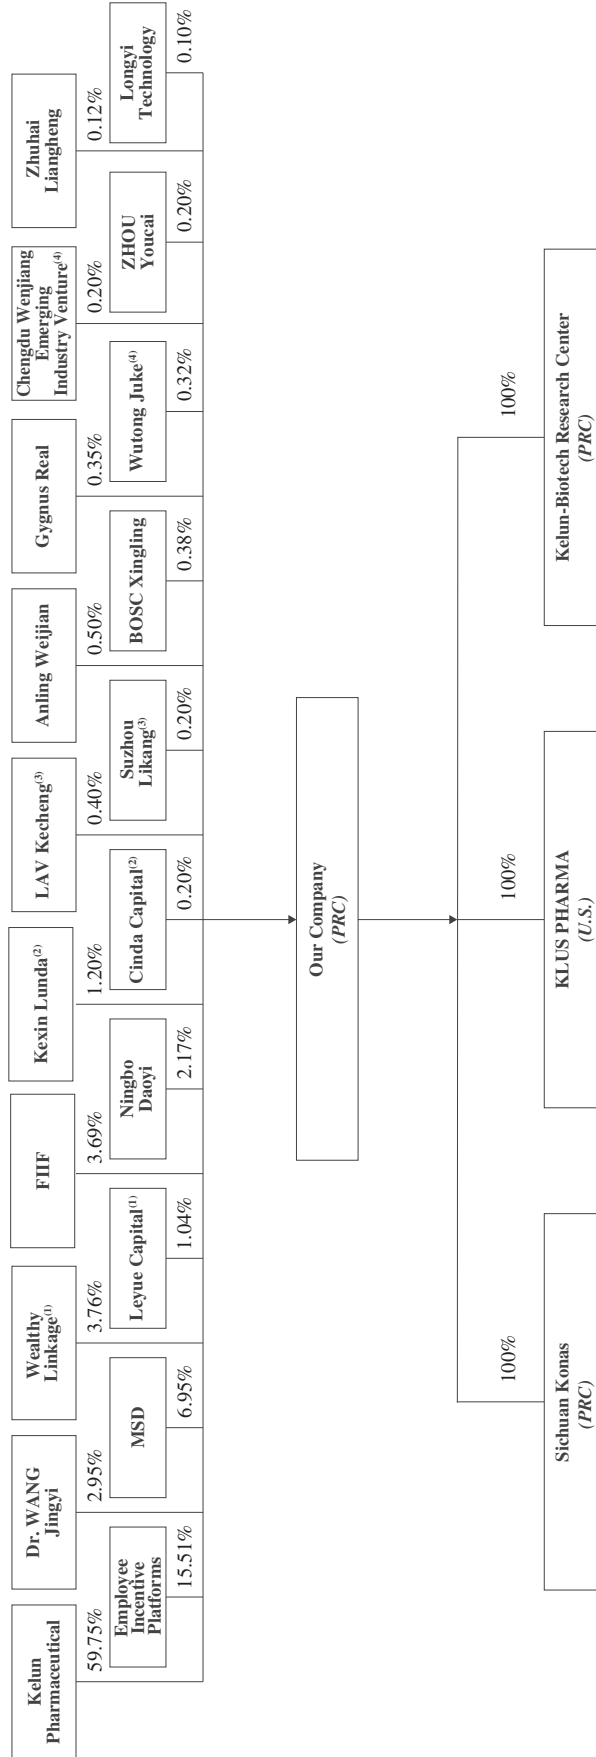 Kelun
Pharmaceutical
Dr. WANG
Jingyi
Wealthy
Linkage(1)
FIIF
Kexin Lunda(2)
LAV Kecheng(3)
Anling Weijian
Gygnus Real
Chengdu Wenjiang
Emerging
Industry Venture(4)
Zhuhai
Liangheng
59.75%
2.95%
3.76%
3.69%
1.20%
0.40%
0.50%
0.35%
0.20%
0.12%
Employee
Incentive
Platforms
MSD
Leyue Capital(1)
Ningbo
Daoyi
Cinda Capital(2)
Suzhou
Likang(3)
BOSC Xingling
Wutong Juke(4)
ZHOU
Youcai
Longyi
Technology
15.51%
6.95%
1.04%
2.17%
0.20%
0.20%
0.38%
0.32%
0.20%
0.10%
Our Company
(PRC)
100%
100%
100%
Sichuan Konas
(PRC)
KLUS PHARMA
(U.S.)
Kelun-Biotech Research Center
(PRC)